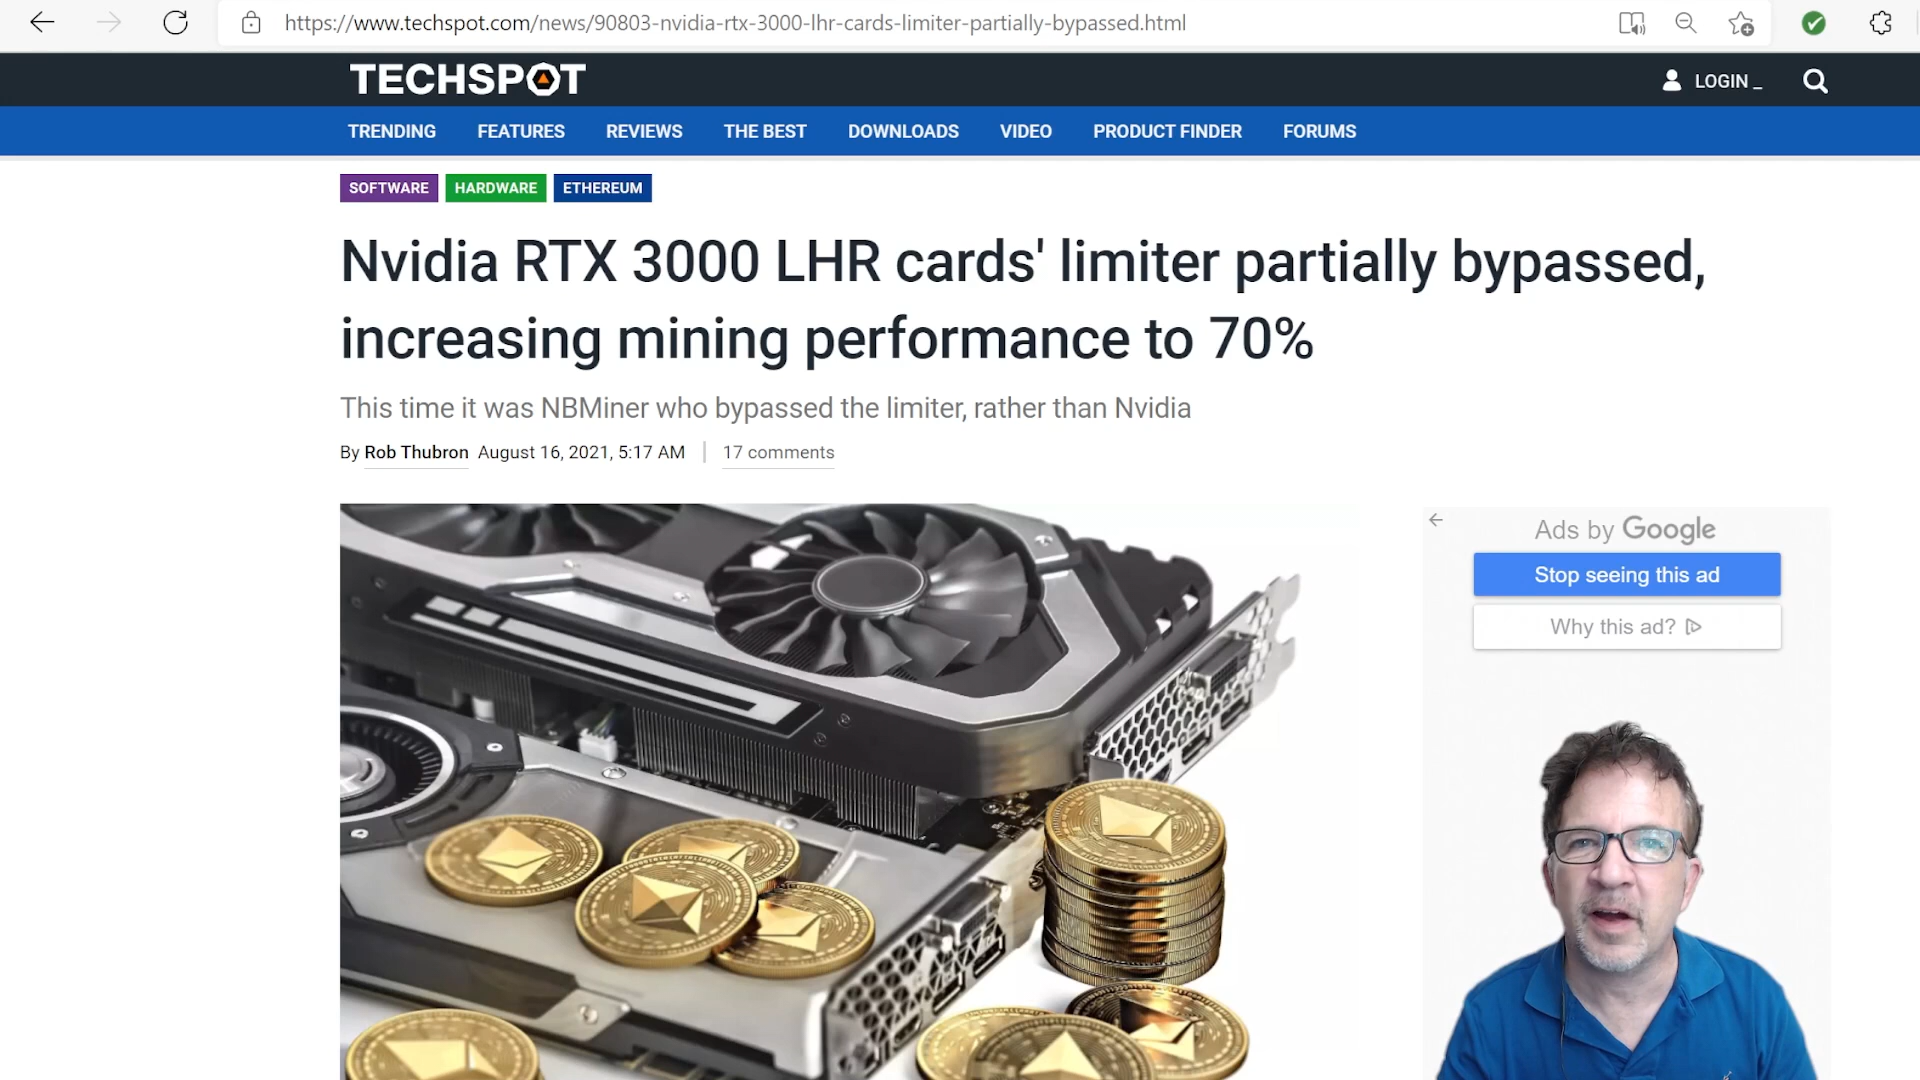 https://www.techspot.com/news/90803-nvidia-rtx-3000-lhr-cards-limiter-partially-bypassed.html
TECHSPOT
LOGIN _
TRENDING FEATURES REVIEWS THE BEST DOWNLOADS VIDEO PRODUCT FINDER FORUMS
SOFTWARE HARDWARE ETHEREUM
Nvidia RTX 3000 LHR cards' limiter partially bypassed,
increasing mining performance to 70%
This time it was NBMiner who bypassed the limiter, rather than Nvidia
By Rob Thubron August 16, 2021, 5:17 AM | 17 comments
Ads by Google
Stop seeing this ad
Why this ad?